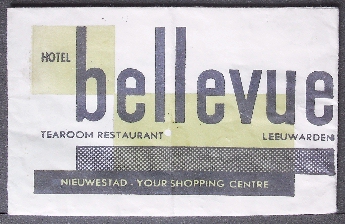 HOTEL
bellevue
TEAROOM RESTAURANT LEEUWARDEN
NIEUWESTAD - YOUR SHOPPING CENTRE